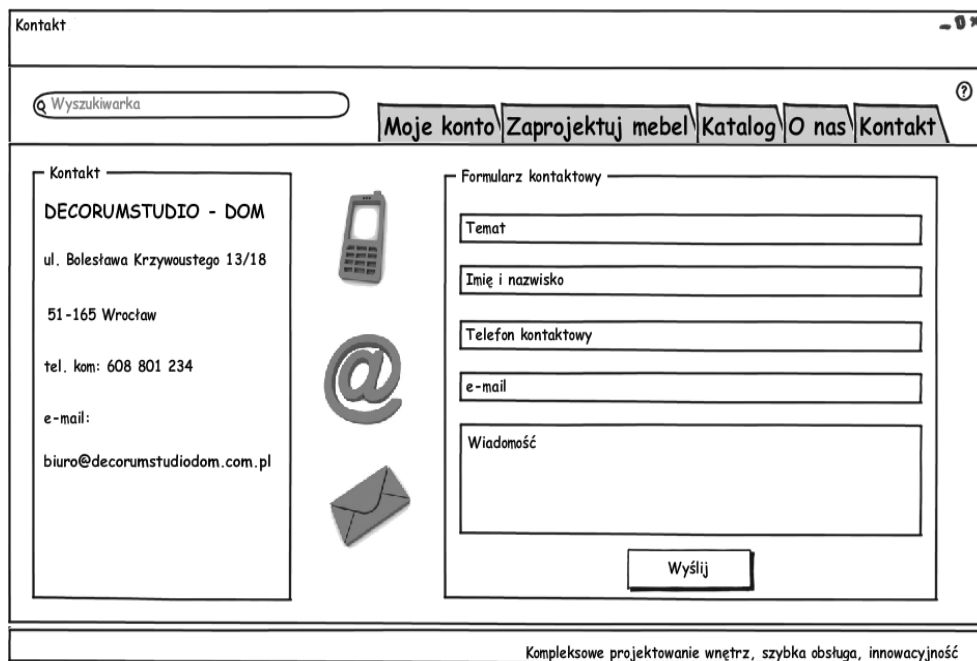 Kontakt
Wyszukiwarka
Moje konto Zaprojektuj mebel Katalog O nas Kontakt
Kontakt
DECORUMSTUDIO - DOM
ul. Bolesława Krzywoustego 13/18
51-165 Wrocław
tel. kom: 608 801 234
e-mail:
biuro@decorumstudiodom.com.pl
Formularz kontaktowy
Temat
Imię i nazwisko
Telefon kontaktowy
e-mail
Wiadomość
Wyślij
Kompleksowe projektowanie wnętrz, szybka obsługa, innowacyjność